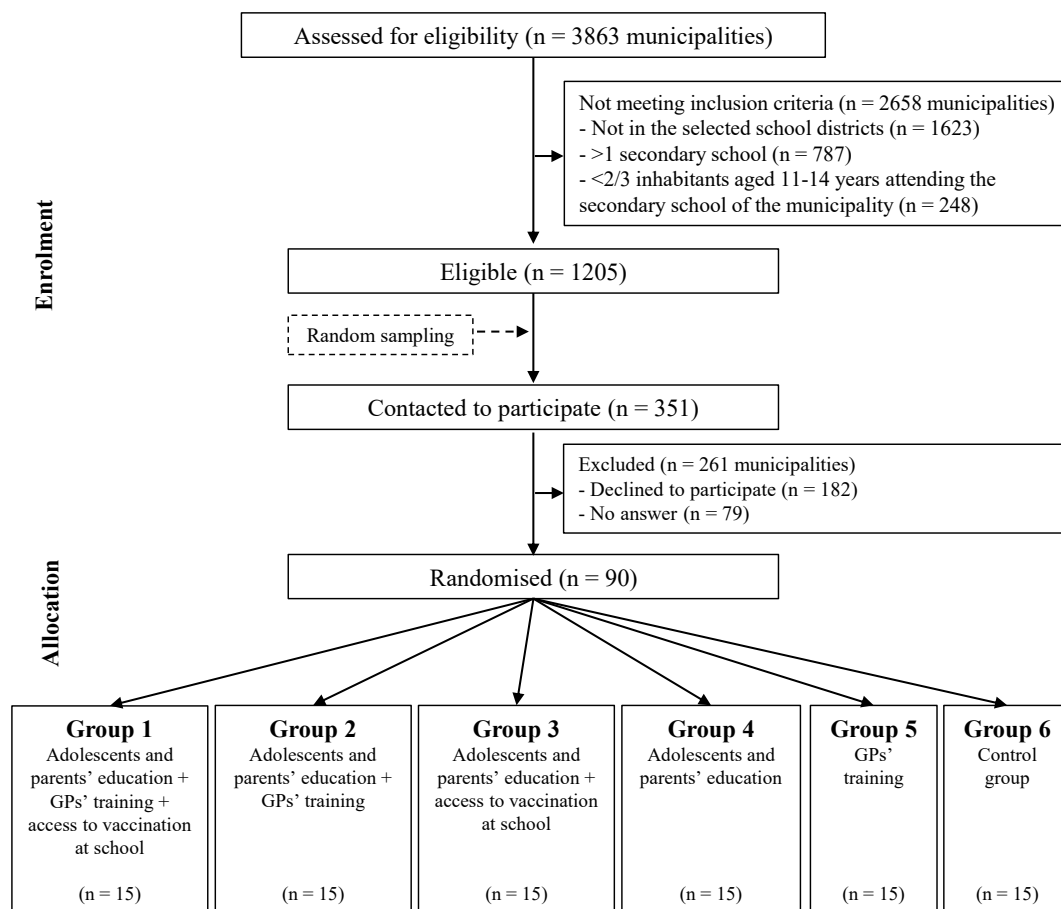 Assessed for eligibility (n = 3863 municipalities)
Not meeting inclusion criteria (n = 2658 municipalities)
- Not in the selected school districts (n = 1623)
- >1 secondary school (n = 787)
- <2/3 inhabitants aged 11-14 years attending the
secondary school of the municipality (n = 248)
Enrolment
Eligible (n = 1205)
Random sampling
Contacted to participate (n = 351)
Excluded (n = 261 municipalities)
- Declined to participate (n = 182)
- No answer (n = 79)
Randomised (n = 90)
Allocation
Group 1
Adolescents and
parents’ education +
GPs’ training +
access to vaccination
at school
(n = 15)
Group 2
Adolescents and
parents’ education +
GPs’ training
(n = 15)
Group 3
Adolescents and
parents’ education +
access to vaccination
at school
(n = 15)
Group 4
Adolescents and
parents’ education
(n = 15)
Group 5
GPs’
training
(n = 15)
Group 6
Control
group
(n = 15)